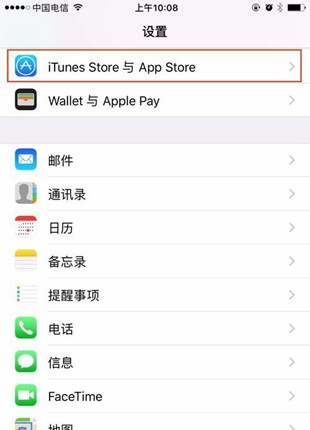 中国电信
上午10:08
设置
iTunes Store 与 App Store
Wallet 与 Apple Pay
邮件
通讯录
日历
备忘录
提醒事项
电话
信息
FaceTime
地图